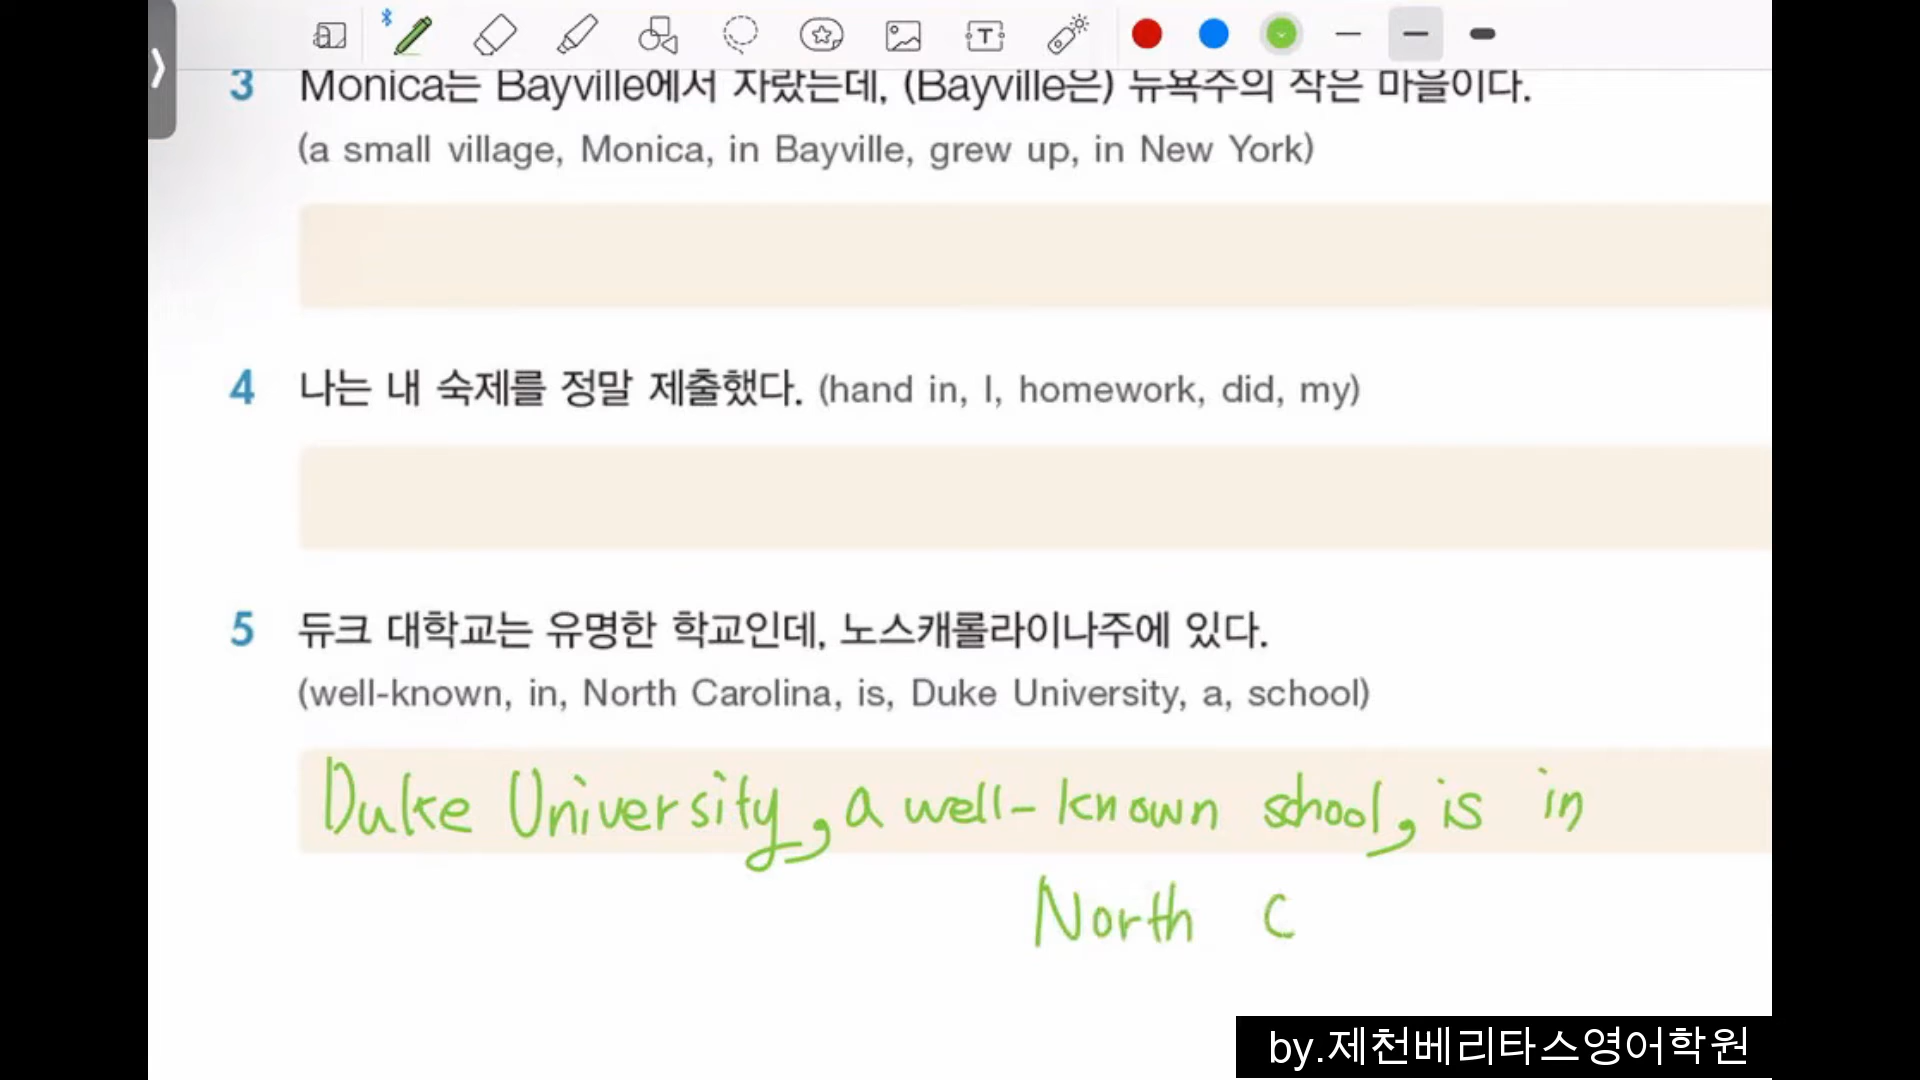 3 Monica는 Bayville에서 자랐는데, (Bayville은) 뉴욕주의 작은 마을이다.
(a small village, Monica, in Bayville, grew up, in New York)
4 나는 내 숙제를 정말 제출했다. (hand in, I, homework, did, my)
5 듀크 대학교는 유명한 학교인데, 노스캐롤라이나주에 있다.
(well-known, in, North Carolina, is, Duke University, a, school)
Duke University, a well-known school, is in
North C
by.제천베리타스영어학원